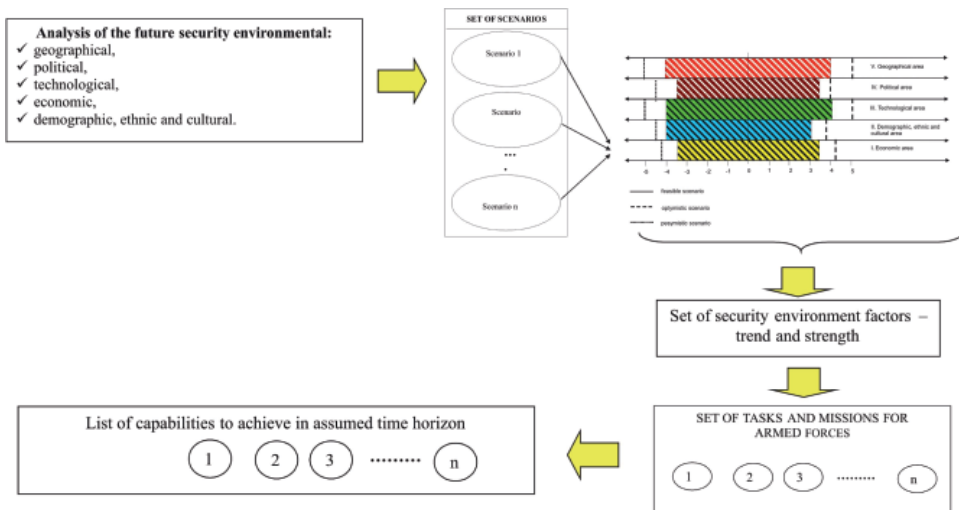 Analysis of the future security environmental:
✓ geographical,
✓ political,
✓ technological,
✓ economic,
✓ demographic, ethnic and cultural.
SET OF SCENARIOS
Scenario 1
Scenario
...
.
Scenario n
V. Geographical area
IV. Political area
III. Technological area
II. Demographic, ethnic and
cultural area
I. Economic area
-5 -4 -3 -2 -1 0 1 2 3 4 5
feasible scenario
optymistic scenario
pesymistic scenario
Set of security environment factors –
trend and strength
SET OF TASKS AND MISSIONS FOR
ARMED FORCES
1 2 3 ......... n
List of capabilities to achieve in assumed time horizon
1 2 3 ......... n